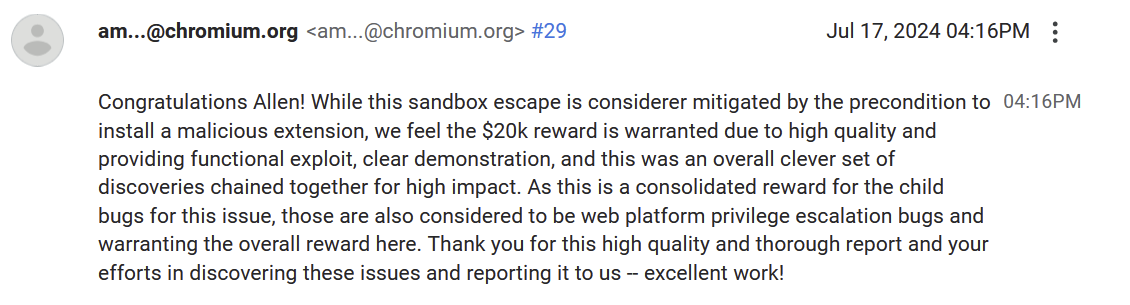 am...@chromium.org <am...@chromium.org> #29 Jul 17, 2024 04:16PM
Congratulations Allen! While this sandbox escape is considerer mitigated by the precondition to 04:16PM
install a malicious extension, we feel the $20k reward is warranted due to high quality and
providing functional exploit, clear demonstration, and this was an overall clever set of
discoveries chained together for high impact. As this is a consolidated reward for the child
bugs for this issue, those are also considered to be web platform privilege escalation bugs and
warranting the overall reward here. Thank you for this high quality and thorough report and your
efforts in discovering these issues and reporting it to us -- excellent work!